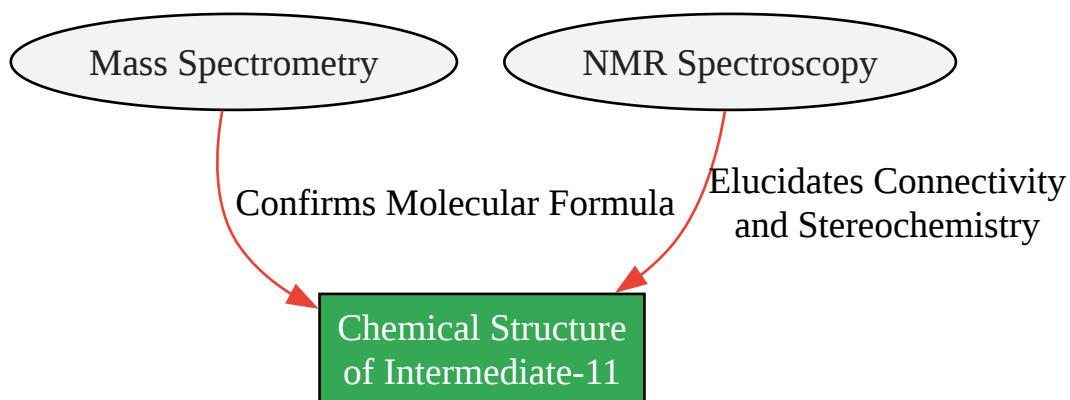 Mass Spectrometry
NMR Spectroscopy
Confirms Molecular Formula
Elucidates Connectivity
and Stereochemistry
Chemical Structure
of Intermediate-11